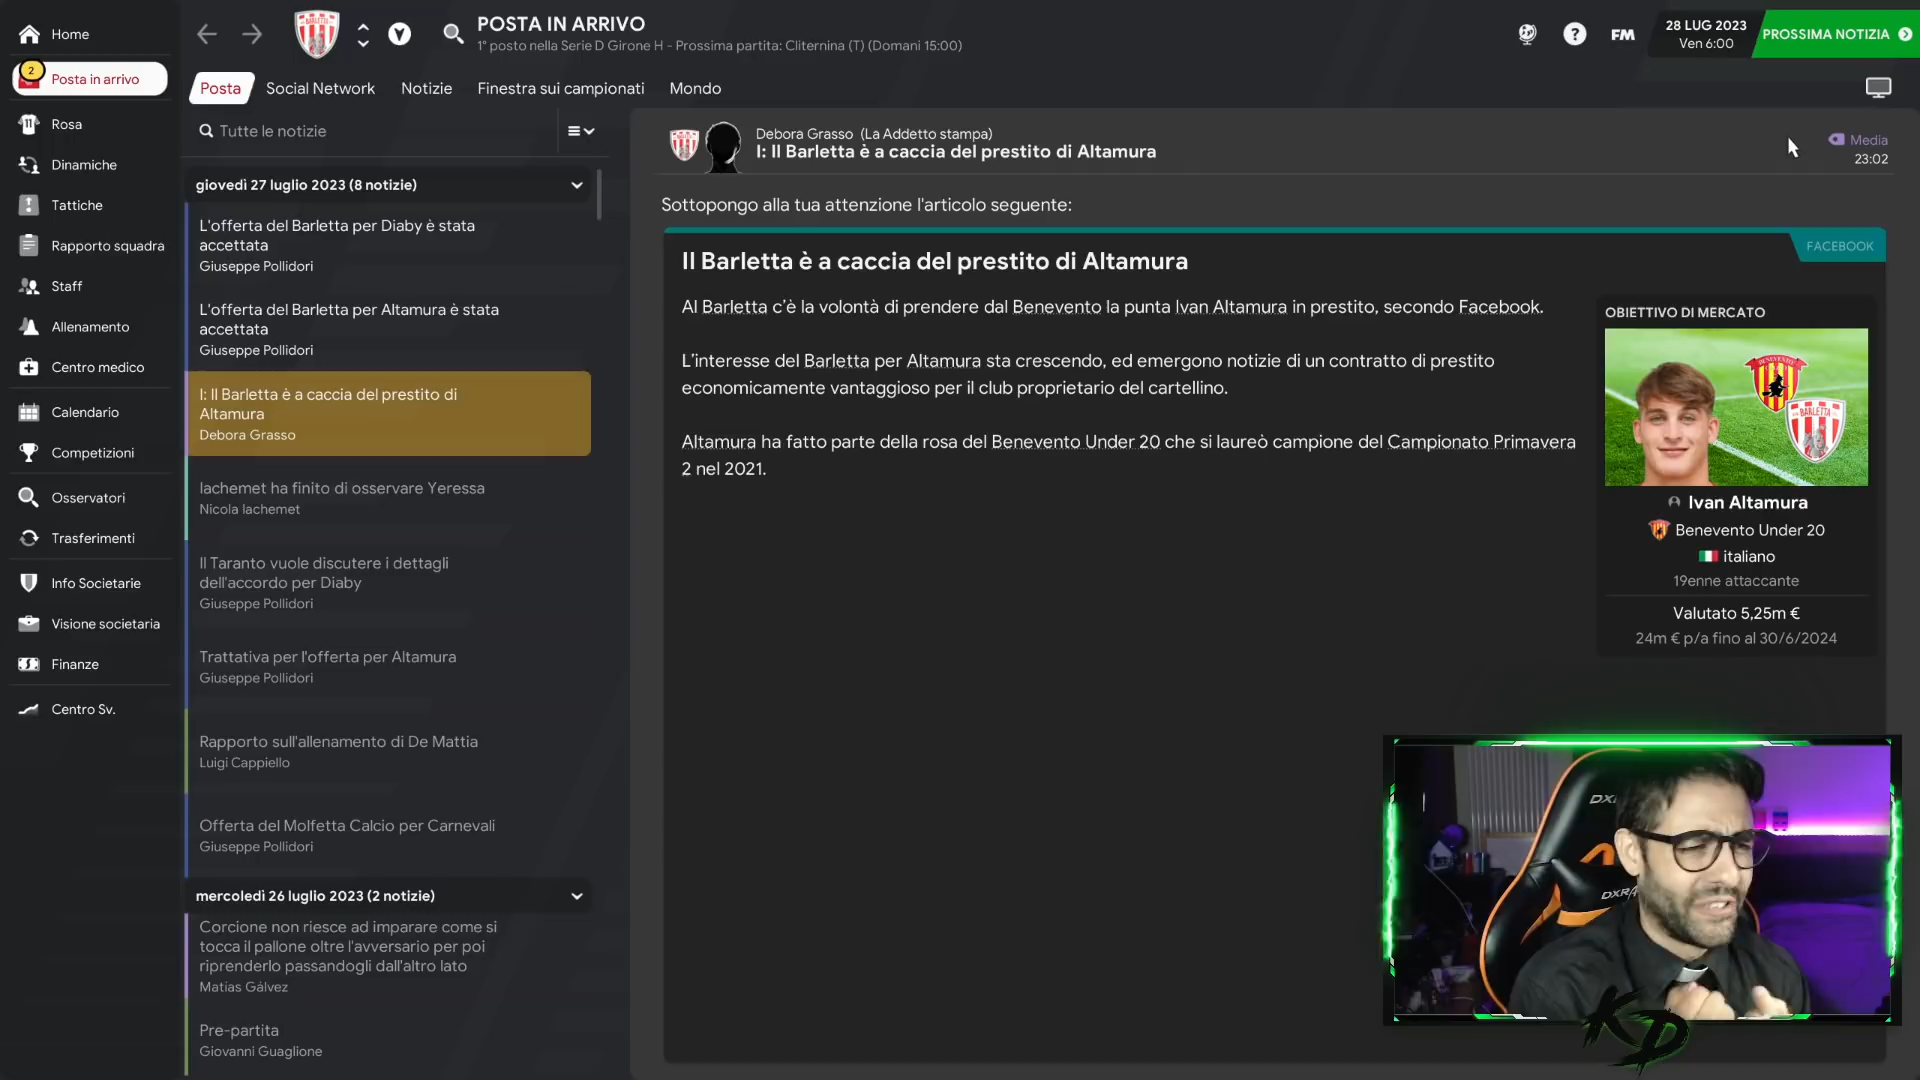 Home
2
Posta in arrivo
Rosa
Dinamiche
Tattiche
Rapporto squadra
Staff
Allenamento
Centro medico
Calendario
Competizioni
Osservatori
Trasferimenti
Info Societarie
Visione societaria
Finanze
Centro Sv.
POSTA IN ARRIVO
1° posto nella Serie D Girone H - Prossima partita: Cliternina (T) (Domani 15:00)
FM
28 LUG 2023
Ven 6:00
PROSSIMA NOTIZIA
Posta
Social Network
Notizie
Finestra sui campionati
Mondo
Tutte le notizie
giovedì 27 luglio 2023 (8 notizie)
L'offerta del Barletta per Diaby è stata
accettata
Giuseppe Pollidori
L'offerta del Barletta per Altamura è stata
accettata
Giuseppe Pollidori
I: Il Barletta è a caccia del prestito di
Altamura
Debora Grasso
Iachemet ha finito di osservare Yeressa
Nicola Iachemet
Il Taranto vuole discutere i dettagli
dell'accordo per Diaby
Giuseppe Pollidori
Trattativa per l'offerta per Altamura
Giuseppe Pollidori
Rapporto sull'allenamento di De Mattia
Luigi Cappiello
Offerta del Molfetta Calcio per Carnevali
Giuseppe Pollidori
mercoledì 26 luglio 2023 (2 notizie)
Corcione non riesce ad imparare come si
tocca il pallone oltre l'avversario per poi
riprenderlo passandogli dall'altro lato
Matías Gálvez
Pre-partita
Giovanni Guaglione
Debora Grasso (La Addetto stampa)
I: Il Barletta è a caccia del prestito di Altamura
Media
23:02
Sottopongo alla tua attenzione l'articolo seguente:
FACEBOOK
Il Barletta è a caccia del prestito di Altamura
Al Barletta c'è la volontà di prendere dal Benevento la punta Ivan Altamura in prestito, secondo Facebook.
L'interesse del Barletta per Altamura sta crescendo, ed emergono notizie di un contratto di prestito
economicamente vantaggioso per il club proprietario del cartellino.
Altamura ha fatto parte della rosa del Benevento Under 20 che si laureò campione del Campionato Primavera
2 nel 2021.
OBIETTIVO DI MERCATO
BENEVENTO
BARLETTA
Ivan Altamura
Benevento Under 20
italiano
19enne attaccante
Valutato 5,25m €
24m € p/a fino al 30/6/2024
KD